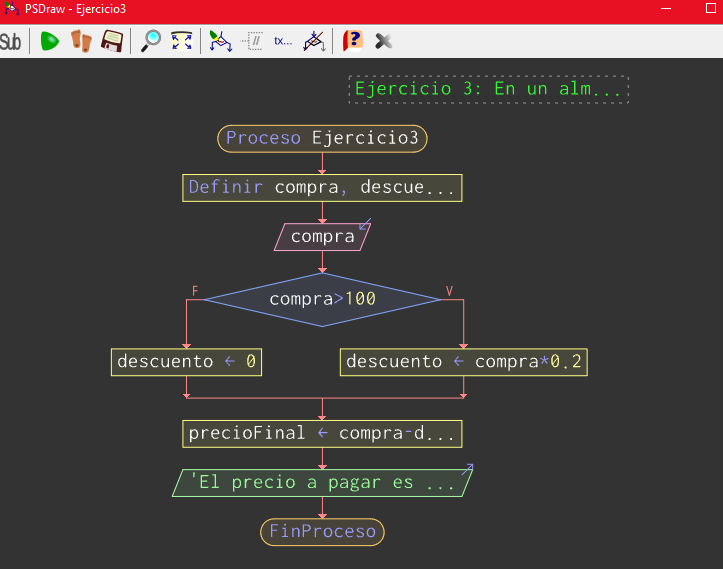 PSDraw - Ejercicio3
Sub
tx...
?
Ejercicio 3: En un alm...
Proceso Ejercicio3
Definir compra, descue...
compra
F
V
compra>100
descuento ← 0
descuento ← compra*0.2
precioFinal ← compra-d...
'El precio a pagar es ...
FinProceso